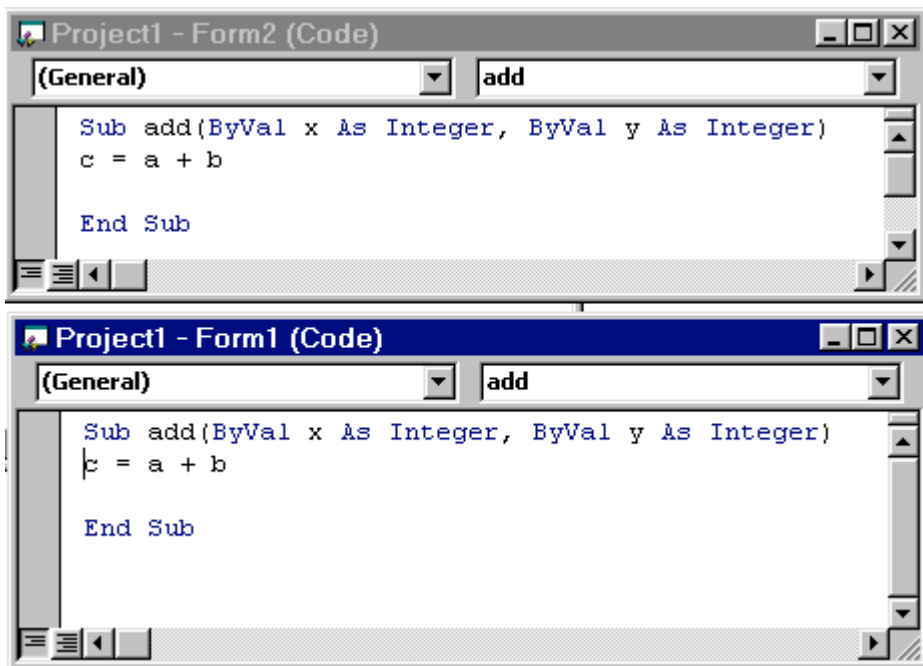 Project1 - Form2 (Code)
(General) add
Sub add(ByVal x As Integer, ByVal y As Integer)
c = a + b
End Sub
Project1 - Form1 (Code)
(General) add
Sub add(ByVal x As Integer, ByVal y As Integer)
c = a + b
End Sub